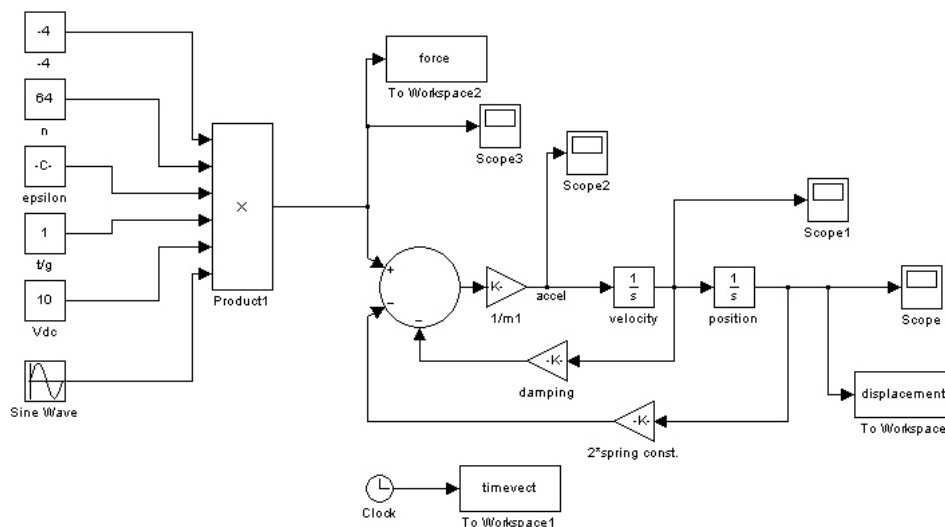 -4
-4
64
n
-C-
epsilon
1
t/g
10
Vdc
Sine Wave
×
Product1
force
To Workspace2
Scope3
Scope2
Scope1
+
−
−
K-
1/m1
accel
1
s
velocity
1
s
position
Scope
-K-
damping
displacement
To Workspace
-K-
2*spring const.
Clock
timevect
To Workspace1